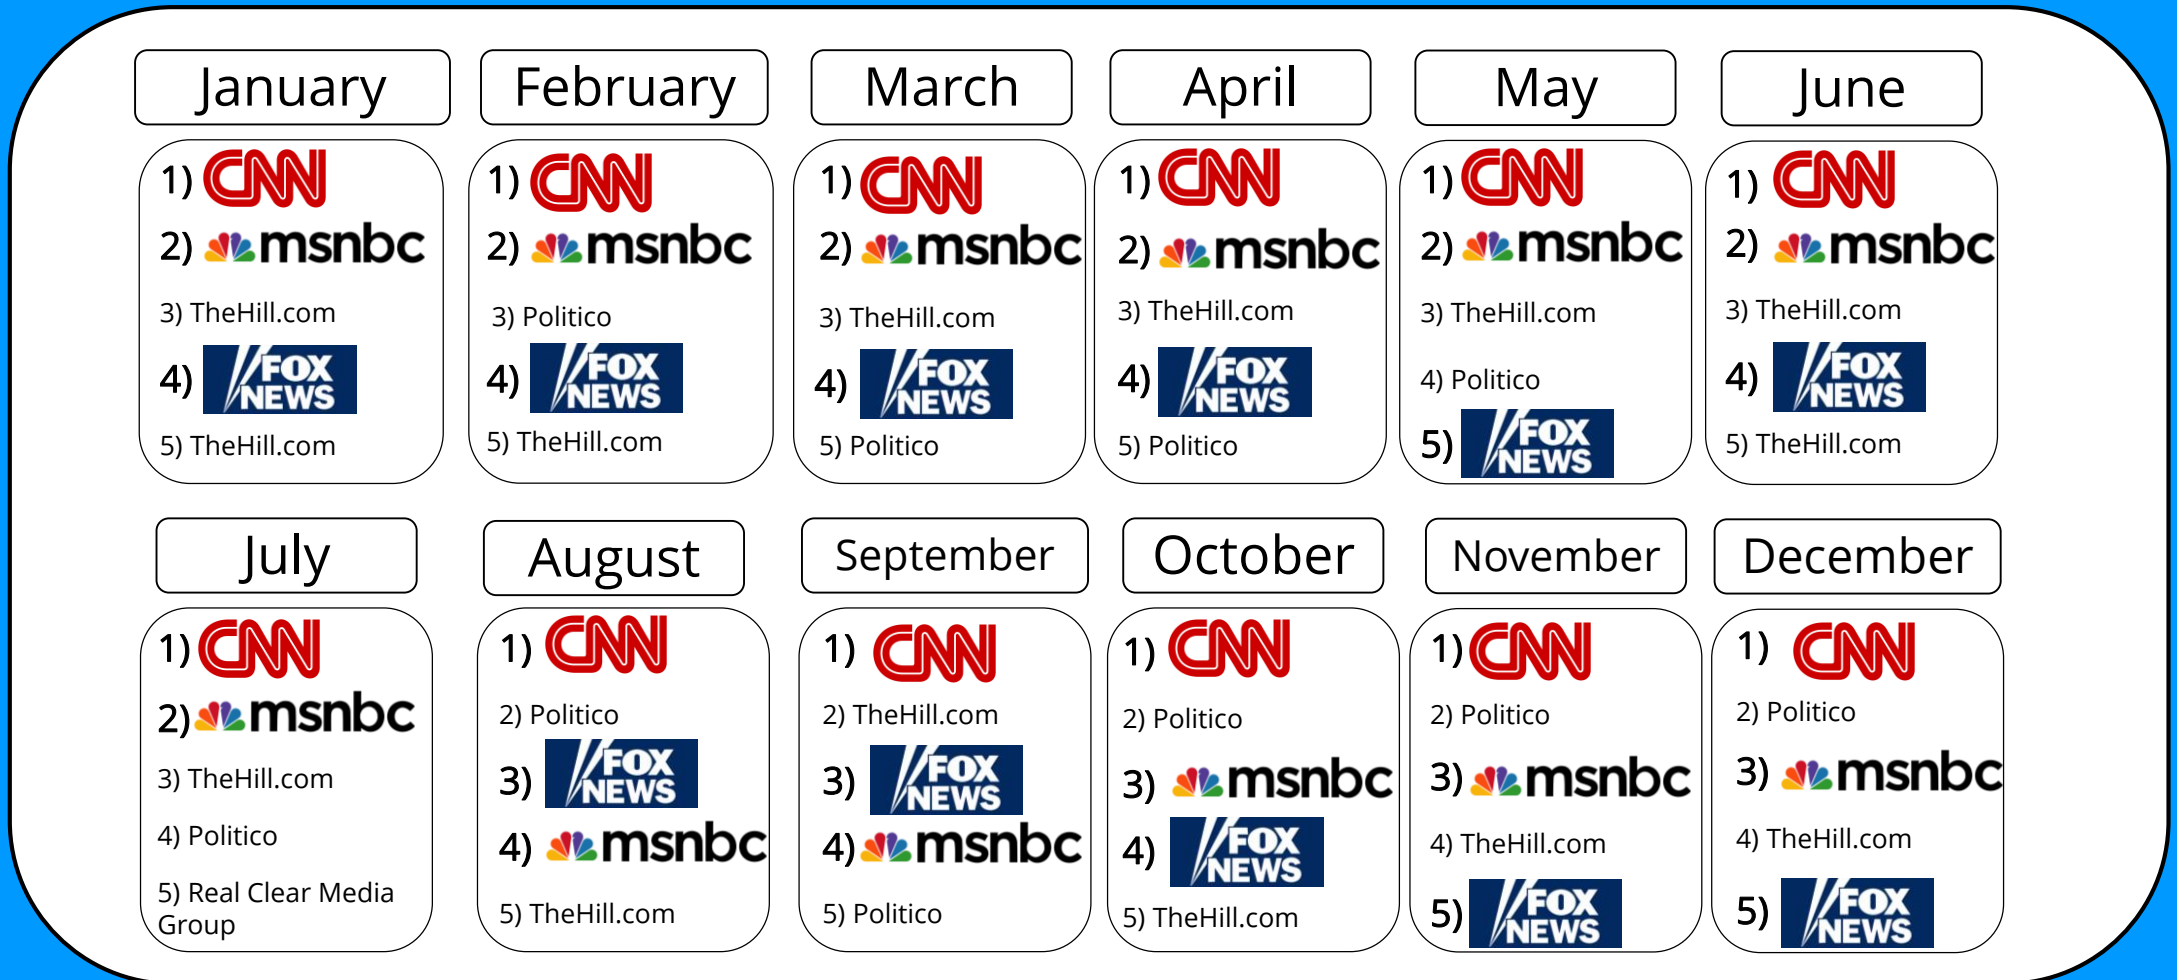 January
1) CNN
2) msnbc
3) TheHill.com
4) FOX
NEWS
5) TheHill.com
February
1) CNN
2) msnbc
3) Politico
4) FOX
NEWS
5) TheHill.com
March
1) CNN
2) msnbc
3) TheHill.com
4) FOX
NEWS
5) Politico
April
1) CNN
2) msnbc
3) TheHill.com
4) FOX
NEWS
5) Politico
May
1) CNN
2) msnbc
3) TheHill.com
4) Politico
5) FOX
NEWS
June
1) CNN
2) msnbc
3) TheHill.com
4) FOX
NEWS
5) TheHill.com
July
1) CNN
2) msnbc
3) TheHill.com
4) Politico
5) Real Clear Media
Group
August
1) CNN
2) Politico
3) FOX
NEWS
4) msnbc
5) TheHill.com
September
1) CNN
2) TheHill.com
3) FOX
NEWS
4) msnbc
5) Politico
October
1) CNN
2) Politico
3) msnbc
4) FOX
NEWS
5) TheHill.com
November
1) CNN
2) Politico
3) msnbc
4) TheHill.com
5) FOX
NEWS
December
1) CNN
2) Politico
3) msnbc
4) TheHill.com
5) FOX
NEWS